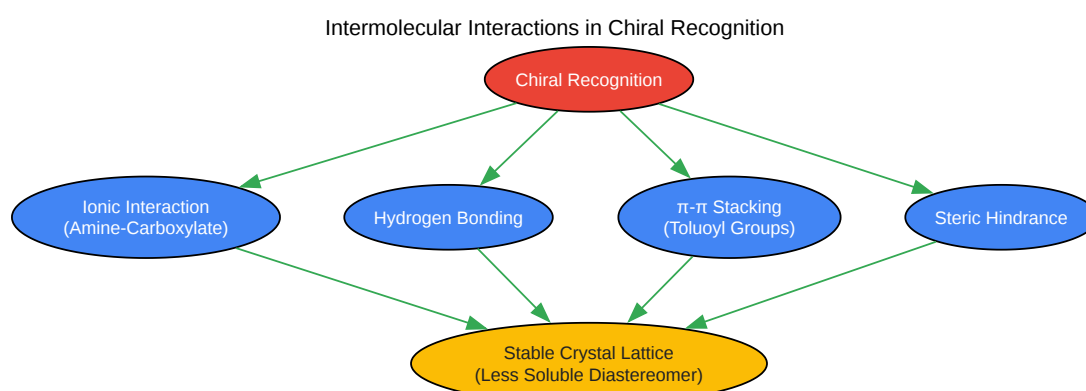 Intermolecular Interactions in Chiral Recognition
Chiral Recognition
Ionic Interaction
(Amine-Carboxylate)
Hydrogen Bonding
π-π Stacking
(Toluoyl Groups)
Steric Hindrance
Stable Crystal Lattice
(Less Soluble Diastereomer)